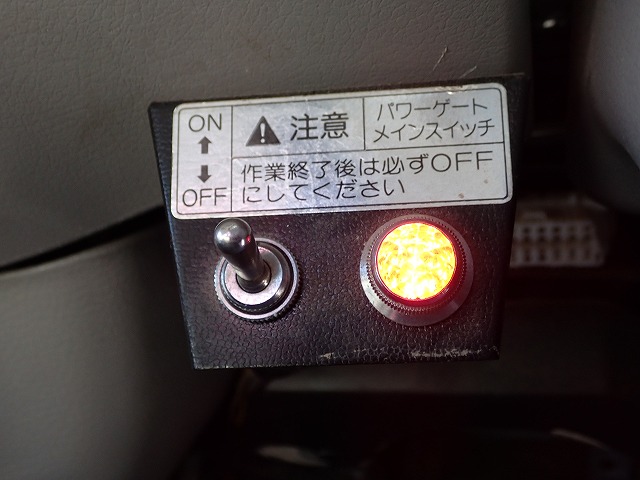 ON
↑
↓
OFF
⚠ 注意
パワーゲート
メインスイッチ
作業終了後は必ずOFF
にしてください